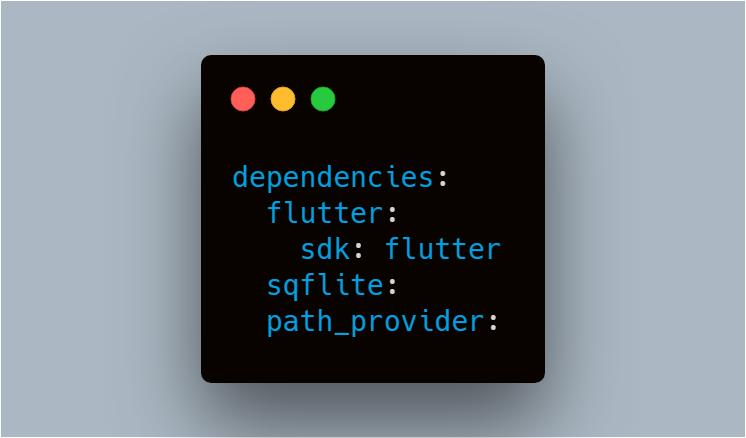 dependencies:
  flutter:
    sdk: flutter
  sqflite:
  path_provider: